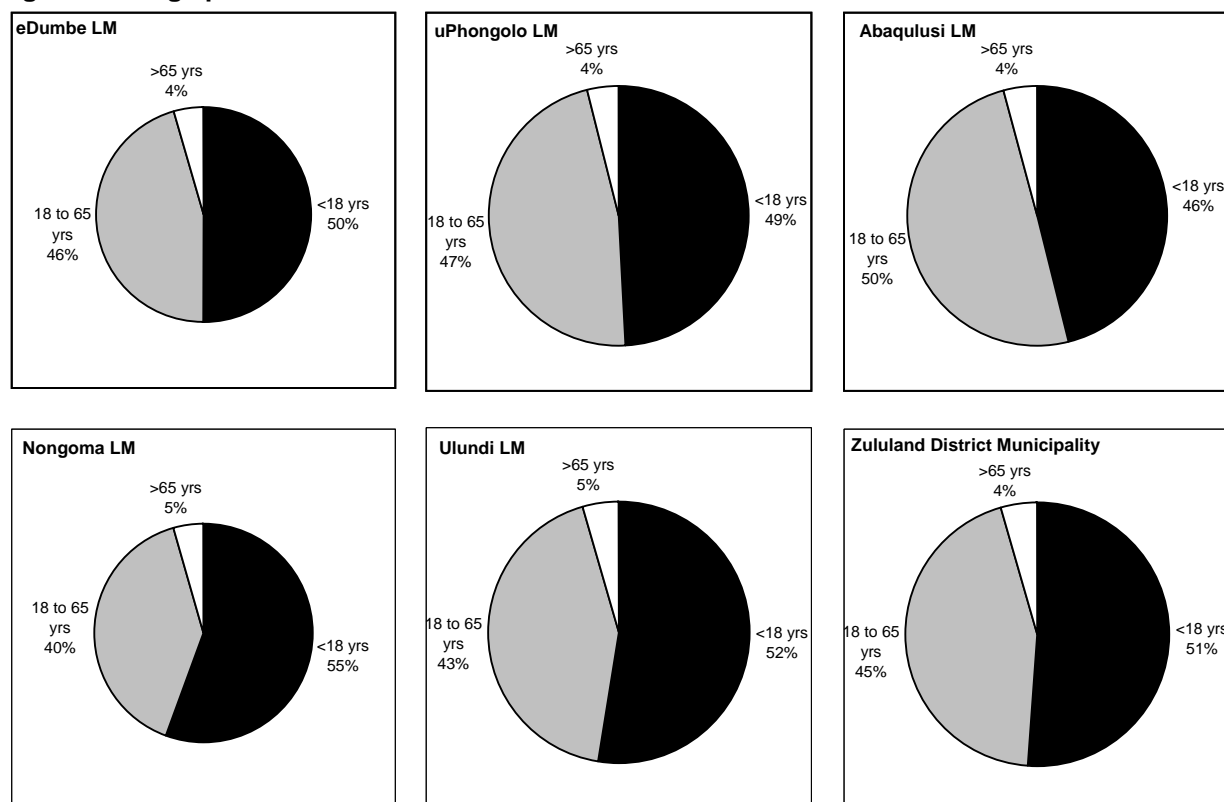 eDumbe LM
>65 yrs
4%
<18 yrs
50%
18 to 65
yrs
46%
uPhongolo LM
>65 yrs
4%
<18 yrs
49%
18 to 65
yrs
47%
Abaqulusi LM
>65 yrs
4%
<18 yrs
46%
18 to 65
yrs
50%
Nongoma LM
>65 yrs
5%
<18 yrs
55%
18 to 65
yrs
40%
Ulundi LM
>65 yrs
5%
<18 yrs
52%
18 to 65
yrs
43%
Zululand District Municipality
>65 yrs
4%
<18 yrs
51%
18 to 65
yrs
45%